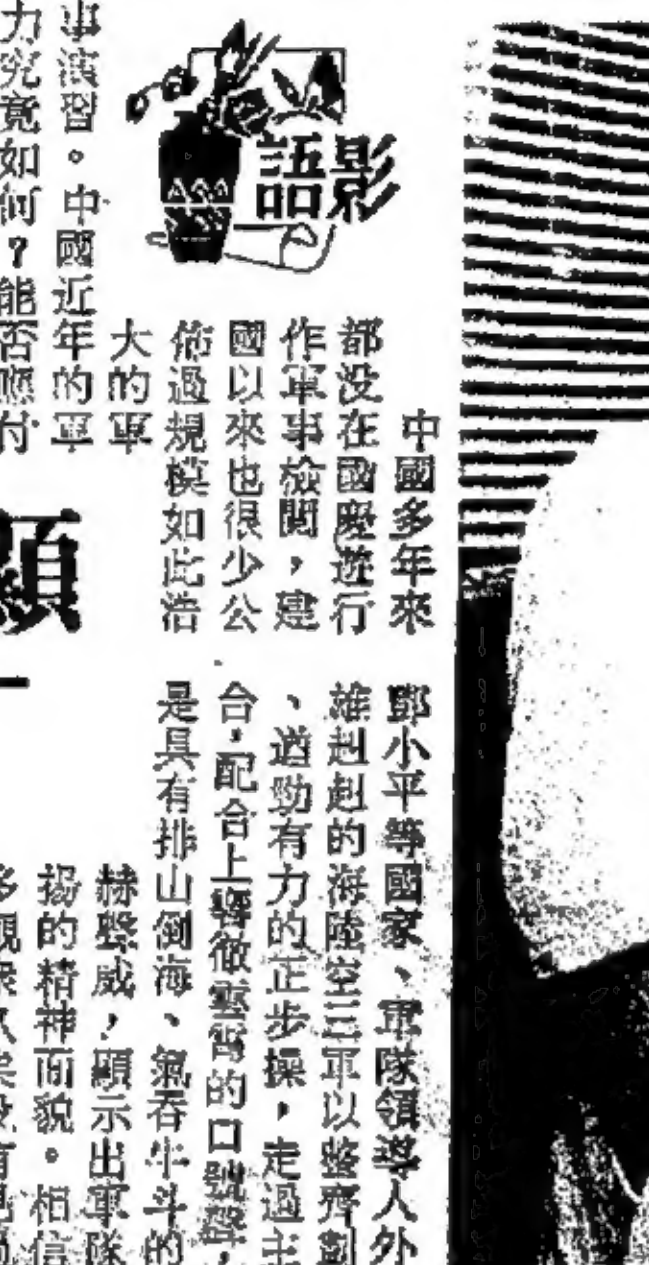 影語
中國多年來
都没在國慶遊行
作軍事檢閱，建
國以來也很少公
佈過規模如此浩
大的軍
事演習。中國近年的軍
力究竟如何？能否應付
顯
鄧小平等國家、軍隊領導人外
雄赳赳的海陸空三軍以整齊劃
、遒勁有力的正步操，走過主
台，配合上響徹雲霄的口號聲，
是具有排山倒海、氣吞牛斗的
赫聲威，顯示出軍隊
揚的精神面貌。相信
多觀衆